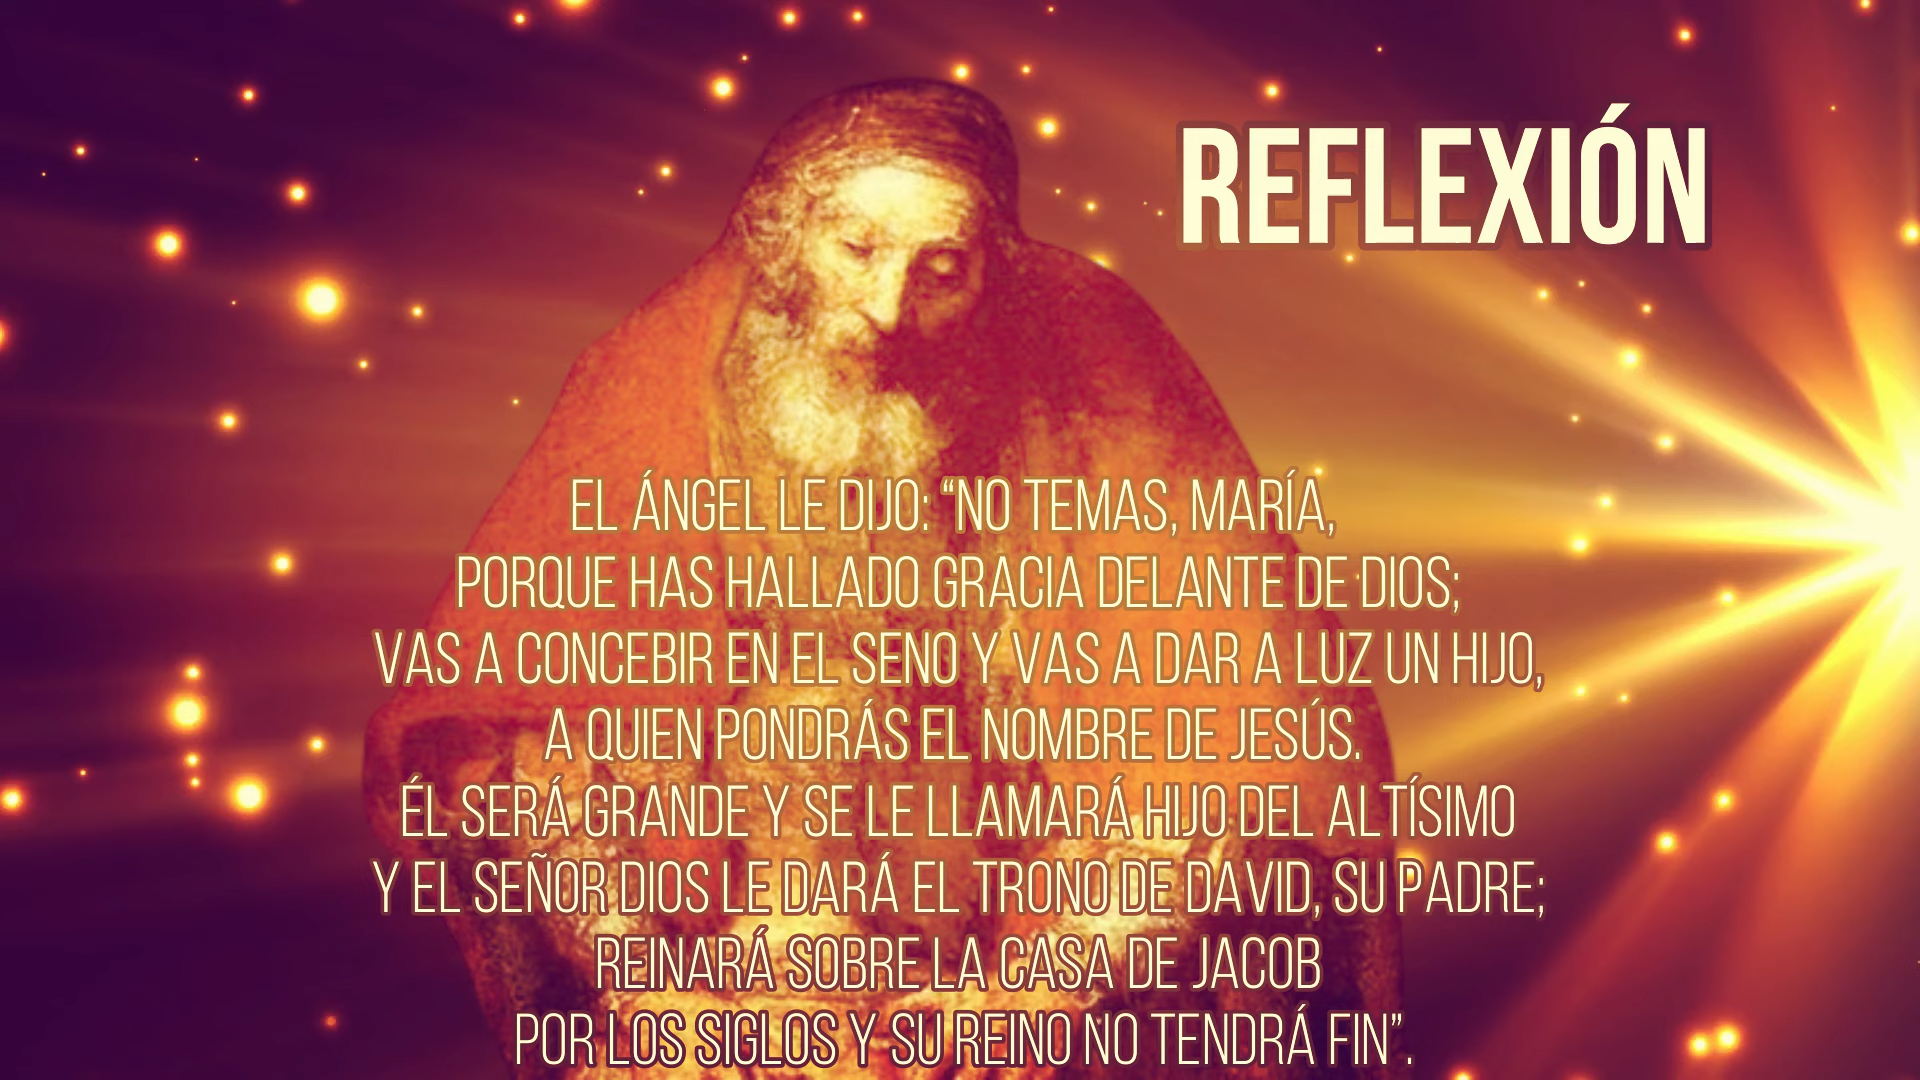 REFLEXIÓN
EL ÁNGEL LE DIJO: “NO TEMAS, MARÍA,
PORQUE HAS HALLADO GRACIA DELANTE DE DIOS;
VAS A CONCEBIR EN EL SENO Y VAS A DAR A LUZ UN HIJO,
A QUIEN PONDRÁS EL NOMBRE DE JESÚS.
ÉL SERÁ GRANDE Y SE LE LLAMARÁ HIJO DEL ALTÍSIMO
Y EL SEÑOR DIOS LE DARÁ EL TRONO DE DAVID, SU PADRE;
REINARÁ SOBRE LA CASA DE JACOB
POR LOS SIGLOS Y SU REINO NO TENDRÁ FIN”.